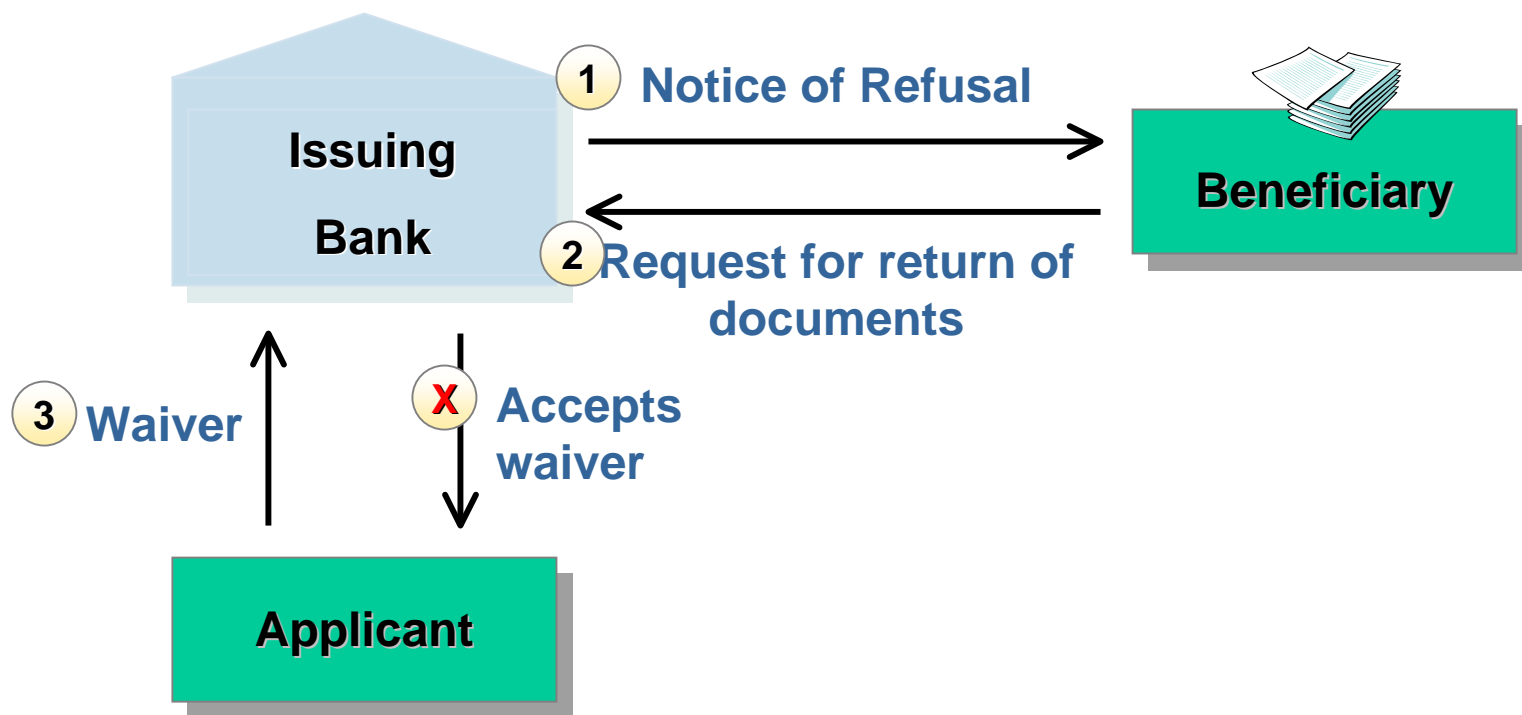 1
Notice of Refusal
Issuing
Bank
Beneficiary
2
Request for return of
documents
3
Waiver
X
Accepts
waiver
Applicant